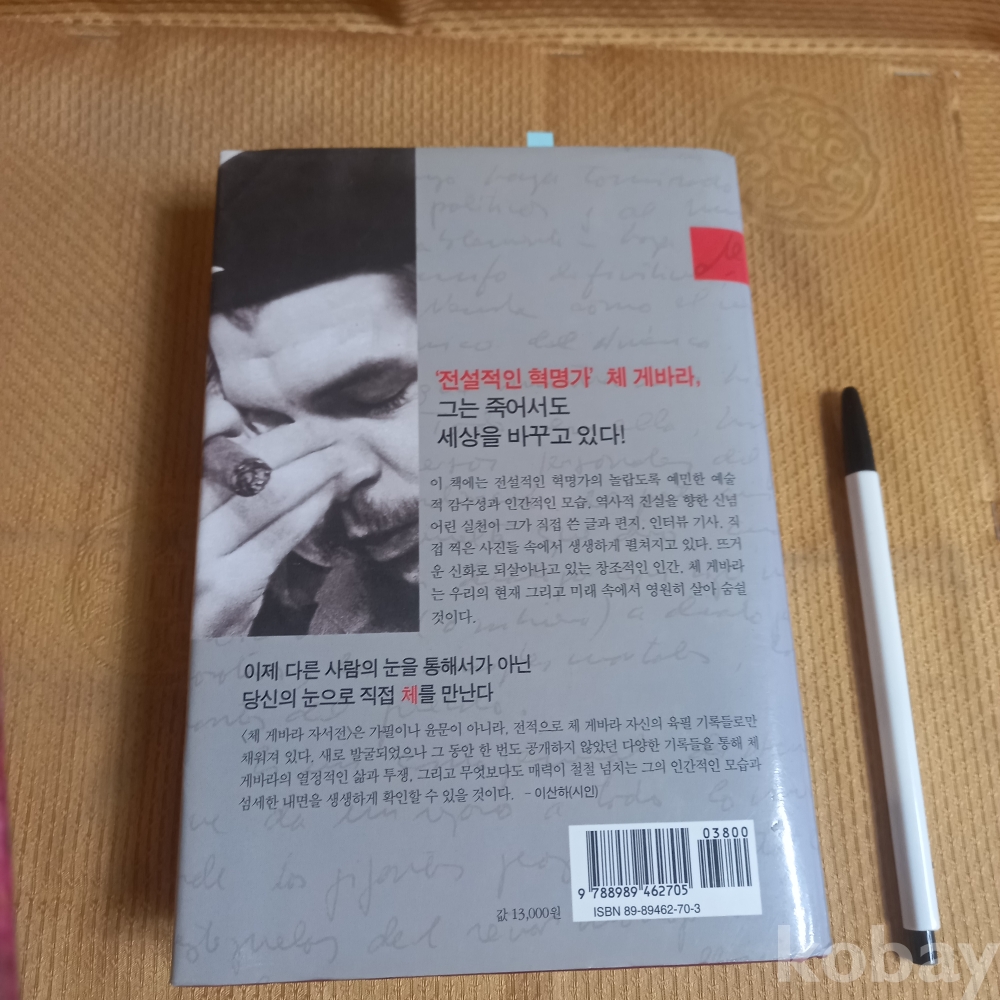 '전설적인 혁명가' 체 게바라,
그는 죽어서도
세상을 바꾸고 있다!
이 책에는 전설적인 혁명가의 놀랍도록 예민한 예술
적 감수성과 인간적인 모습, 역사적 진실을 향한 신념
어린 실천이 그가 직접 쓴 글과 편지, 인터뷰 기사, 직
접 찍은 사진들 속에서 생생하게 펼쳐지고 있다. 뜨거
운 신화로 되살아나고 있는 창조적인 인간, 체 게바라
는 우리의 현재 그리고 미래 속에서 영원히 살아 숨쉴
것이다.
이제 다른 사람의 눈을 통해서가 아닌
당신의 눈으로 직접 체를 만난다
〈체 게바라 자서전〉은 가필이나 윤문이 아니라, 전적으로 체 게바라 자신의 육필 기록들로만
채워져 있다. 새로 발굴되었으나 그 동안 한 번도 공개하지 않았던 다양한 기록들을 통해 체
게바라의 열정적인 삶과 투쟁, 그리고 무엇보다도 매력이 철철 넘치는 그의 인간적인 모습과
섬세한 내면을 생생하게 확인할 수 있을 것이다. – 이산하(시인)
03800
9 788989 462705
값 13,000원
ISBN 89-89462-70-3
kobay